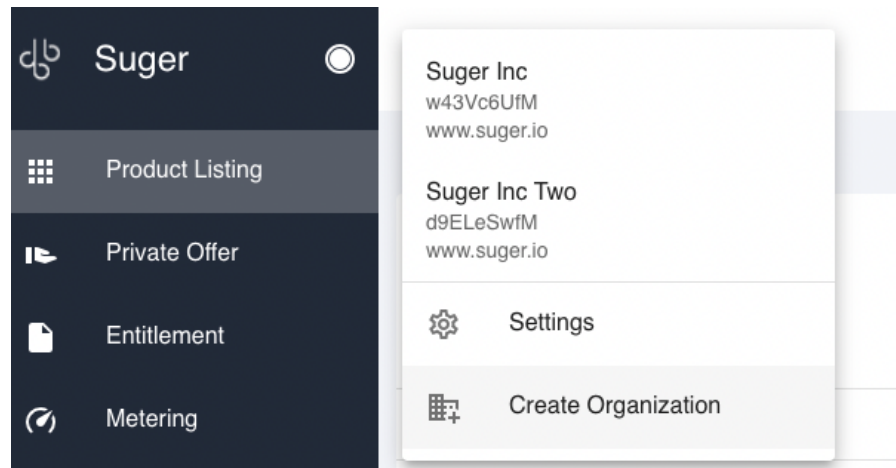 Suger
Product Listing
Private Offer
Entitlement
Metering
Suger Inc
w43Vc6UfM
www.suger.io
Suger Inc Two
d9ELeSwfM
www.suger.io
Settings
Create Organization